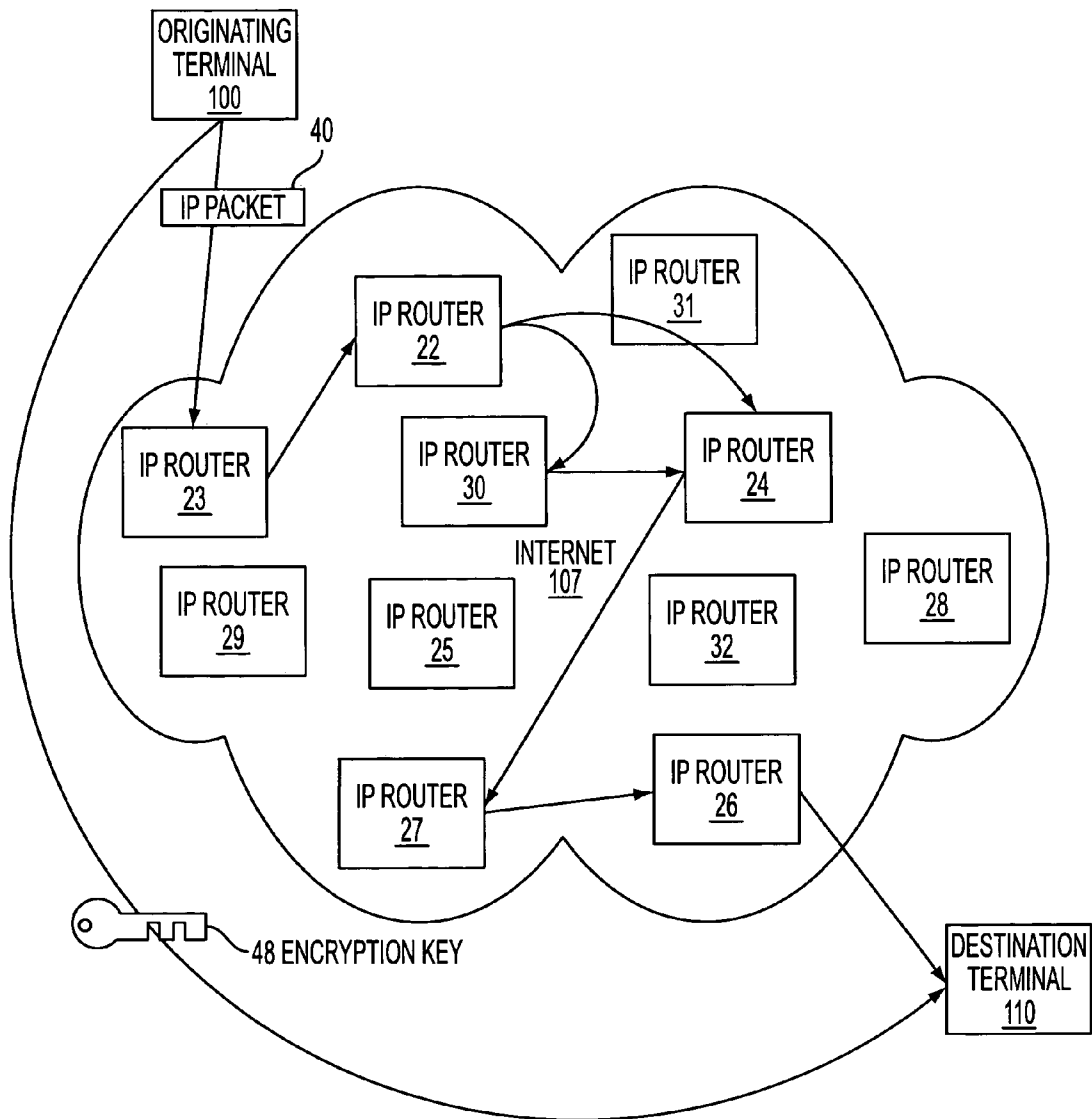 ORIGINATING
TERMINAL
100
40
IP PACKET
IP ROUTER
31
IP ROUTER
22
IP ROUTER
23
IP ROUTER
30
IP ROUTER
24
INTERNET
107
IP ROUTER
28
IP ROUTER
29
IP ROUTER
25
IP ROUTER
32
IP ROUTER
27
IP ROUTER
26
48 ENCRYPTION KEY
DESTINATION
TERMINAL
110